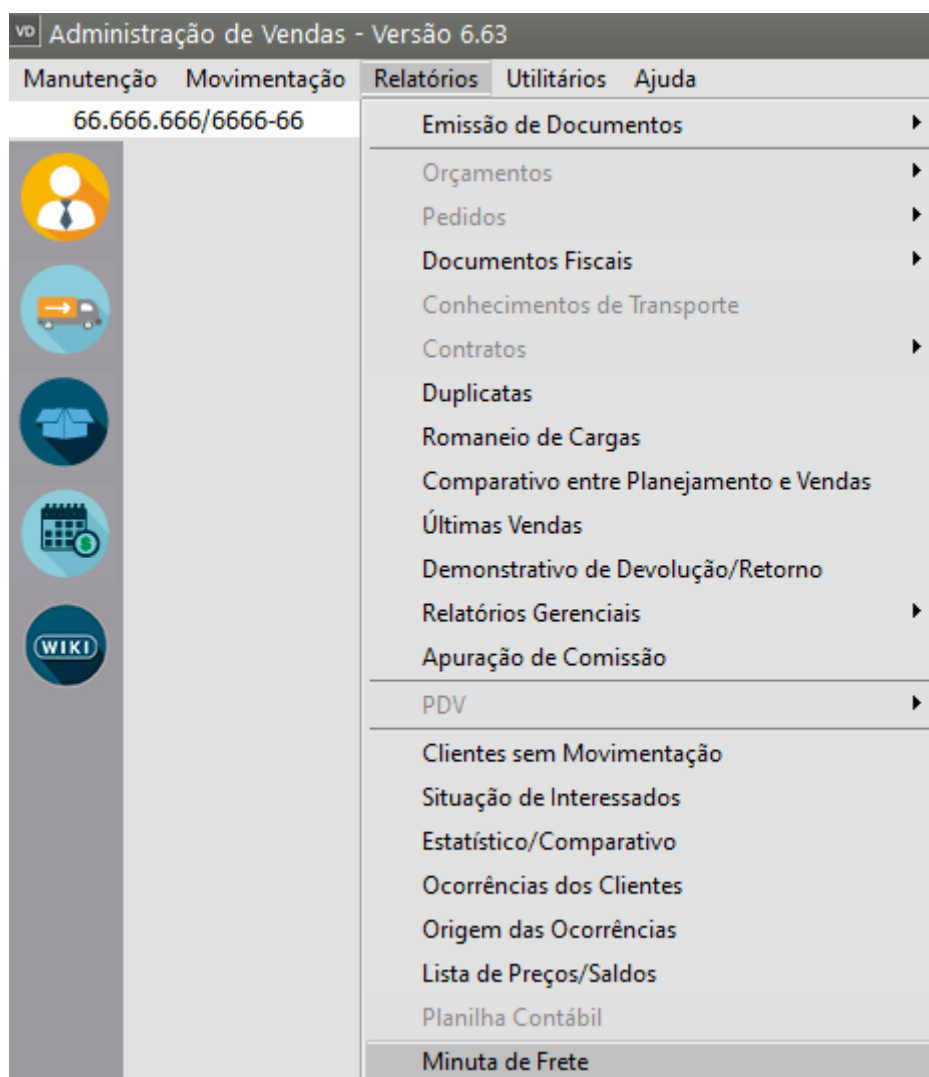 VD Administração de Vendas - Versão 6.63
Manutenção Movimentação Relatórios Utilitários Ajuda
66.666.666/6666-66
Emissão de Documentos
Orçamentos
Pedidos
Documentos Fiscais
Conhecimentos de Transporte
Contratos
Duplicatas
Romaneio de Cargas
Comparativo entre Planejamento e Vendas
Últimas Vendas
Demonstrativo de Devolução/Retorno
Relatórios Gerenciais
WIKI
Apuração de Comissão
PDV
Clientes sem Movimentação
Situação de Interessados
Estatístico/Comparativo
Ocorrências dos Clientes
Origem das Ocorrências
Lista de Preços/Saldos
Planilha Contábil
Minuta de Frete